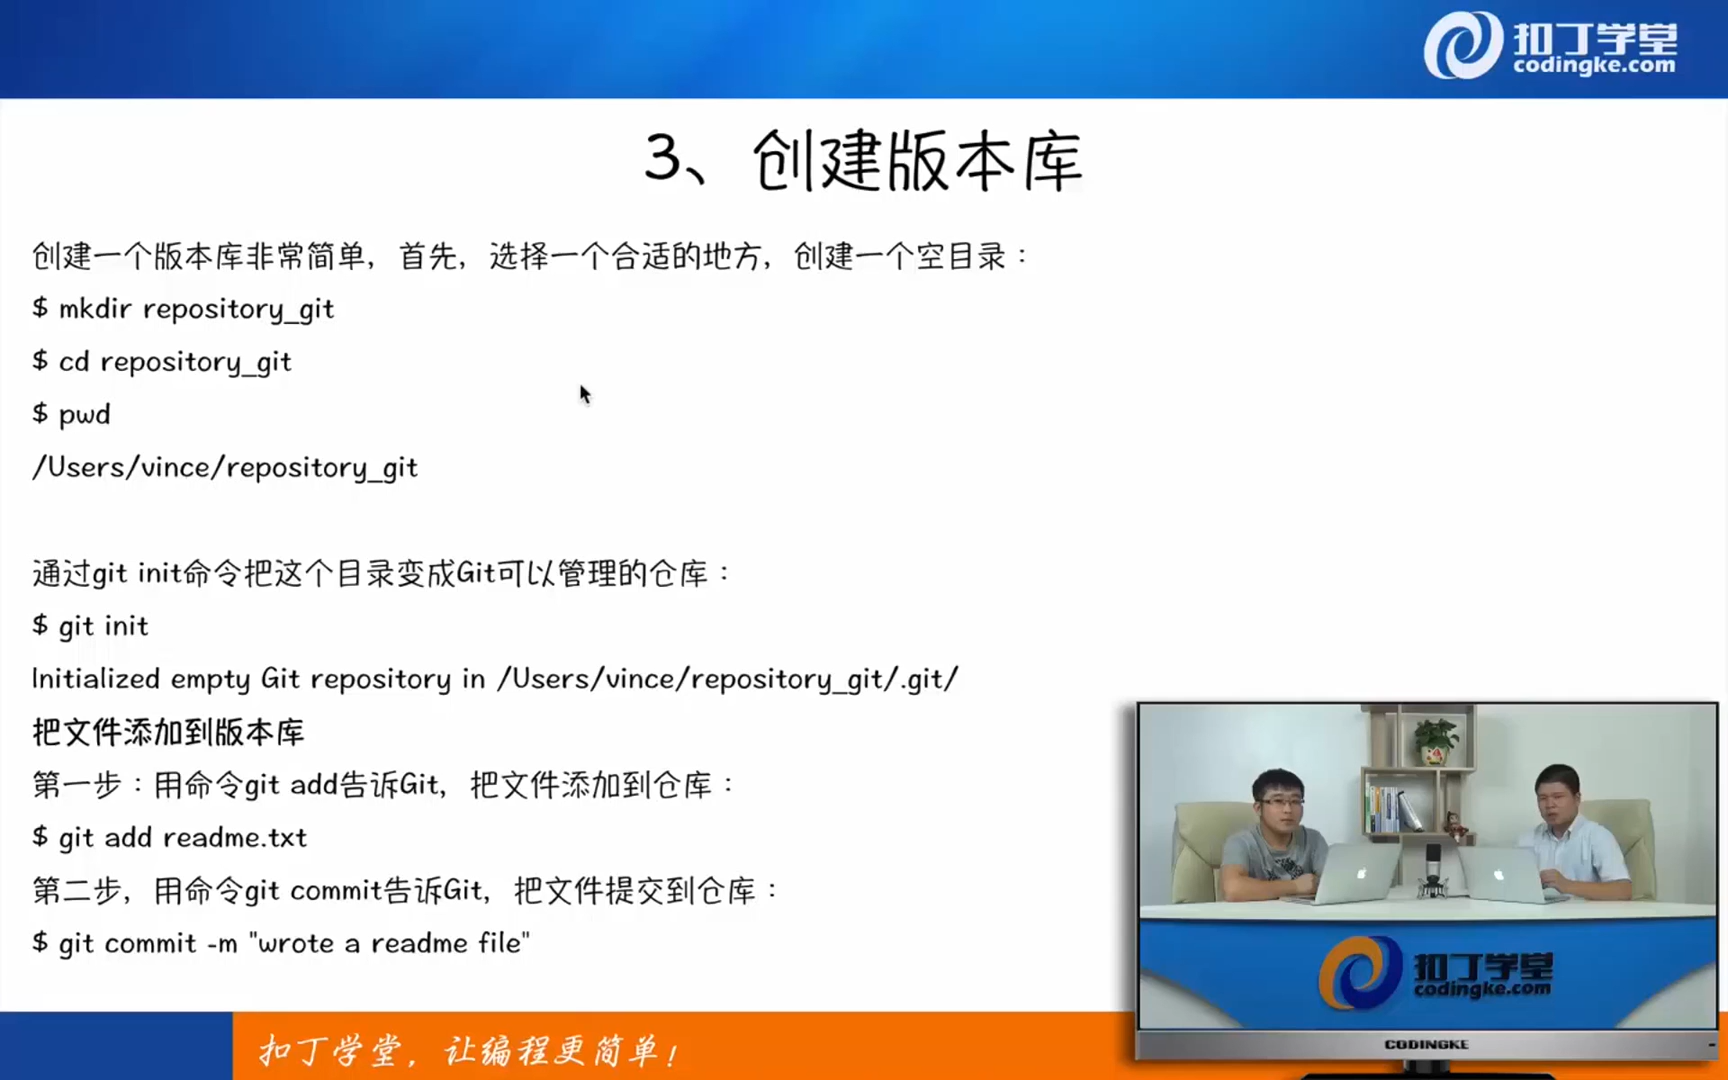 扣丁学堂
codingke.com
3、创建版本库
创建一个版本库非常简单，首先，选择一个合适的地方，创建一个空目录：
$ mkdir repository_git
$ cd repository_git
$ pwd
/Users/vince/repository_git
通过git init命令把这个目录变成Git可以管理的仓库：
$ git init
Initialized empty Git repository in /Users/vince/repository_git/.git/
把文件添加到版本库
第一步：用命令git add告诉Git，把文件添加到仓库：
$ git add readme.txt
第二步，用命令git commit告诉Git，把文件提交到仓库：
$ git commit -m "wrote a readme file"
扣丁学堂
codingke.com
CODINGKE
扣丁学堂，让编程更简单！